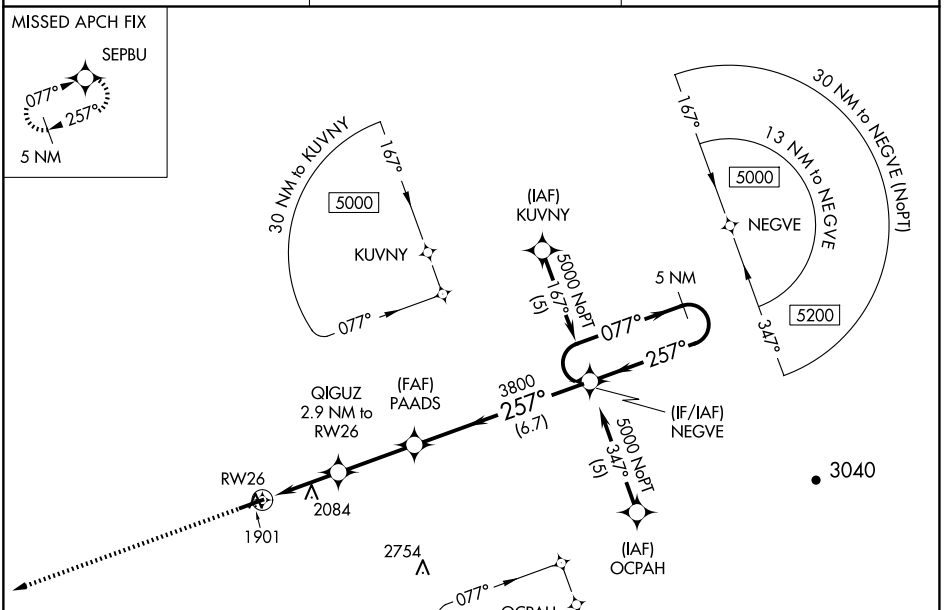 MISSED APCH FIX
SEPBU
077°
257°
5 NM
30 NM to KUVNY
167°
5000
KUVNY
077°
(IAF)
KUVNY
5000 NoPT
167°
(5)
30 NM to NEGVE (NoPT)
167°
13 NM to NEGVE
5000
NEGVE
5200
347°
5 NM
077°
257°
(IF/IAF)
NEGVE
3800
257°
(6.7)
(FAF)
PAADS
QIGUZ
2.9 NM to
RW26
RW26
1901
2084
2754
5000 NoPT
347°
(5)
(IAF)
OCPAH
3040
077°